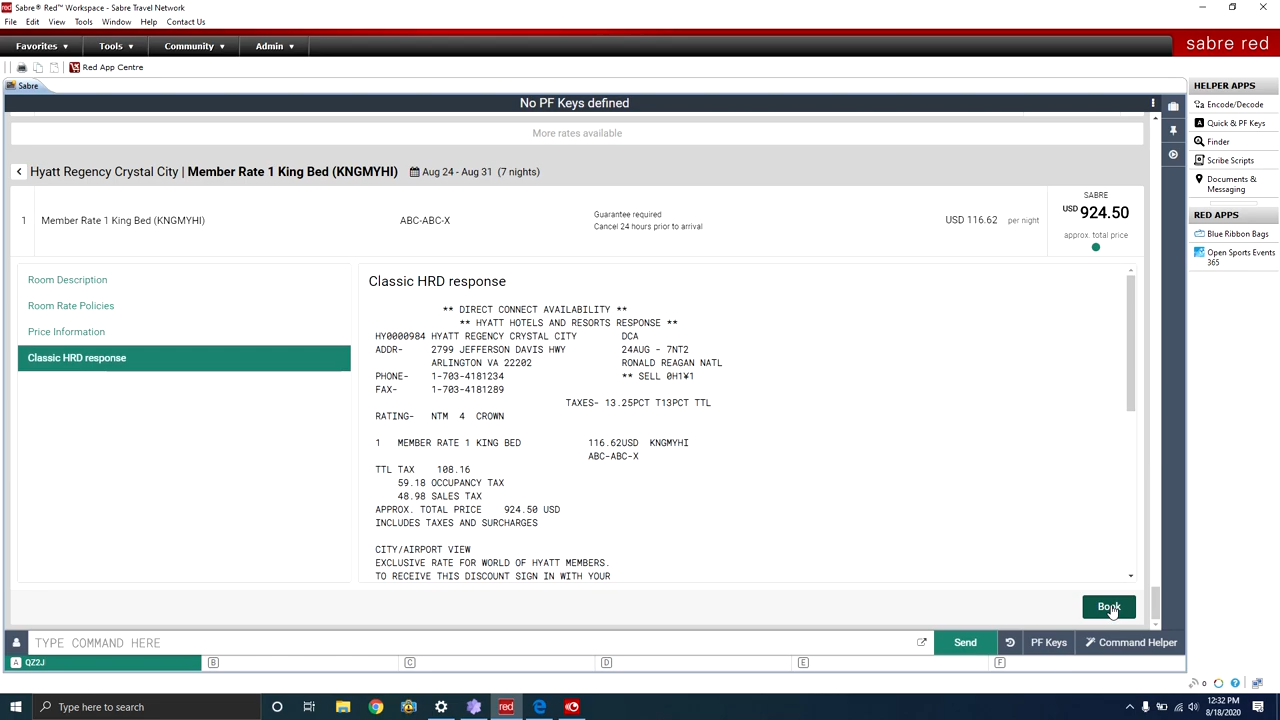 red Sabre® Red™ Workspace - Sabre Travel Network
File Edit View Tools Window Help Contact Us
Favorites Tools Community Admin sabre red
Red App Centre
Sabre HELPER APPS
No PF Keys defined
Encode/Decode
A Quick & PF Keys
More rates available
Finder
Scribe Scripts
Hyatt Regency Crystal City | Member Rate 1 King Bed (KNGMYHI) Aug 24 - Aug 31 (7 nights)
Documents &
Messaging
SABRE
1 Member Rate 1 King Bed (KNGMYHI) ABC-ABC-X Guarantee required
Cancel 24 hours prior to arrival
USD 116.62 per night USD 924.50
approx. total price
RED APPS
Blue Ribbon Bags
Open Sports Events
365
Room Description
Room Rate Policies
Price Information
Classic HRD response
Classic HRD response
** DIRECT CONNECT AVAILABILITY **
** HYATT HOTELS AND RESORTS RESPONSE **
HY0000984 HYATT REGENCY CRYSTAL CITY DCA
ADDR- 2799 JEFFERSON DAVIS HWY 24AUG - 7NT2
ARLINGTON VA 22202 RONALD REAGAN NATL
PHONE- 1-703-4181234 ** SELL 0H1¥1
FAX- 1-703-4181289
TAXES- 13.25PCT T13PCT TTL
RATING- NTM 4 CROWN
1 MEMBER RATE 1 KING BED 116.62USD KNGMYHI
ABC-ABC-X
TTL TAX 108.16
59.18 OCCUPANCY TAX
48.98 SALES TAX
APPROX. TOTAL PRICE 924.50 USD
INCLUDES TAXES AND SURCHARGES
CITY/AIRPORT VIEW
EXCLUSIVE RATE FOR WORLD OF HYATT MEMBERS.
TO RECEIVE THIS DISCOUNT SIGN IN WITH YOUR
Book
TYPE COMMAND HERE Send PF Keys Command Helper
A QZ2J B C D E F
0
Type here to search red 12:32 PM
8/18/2020